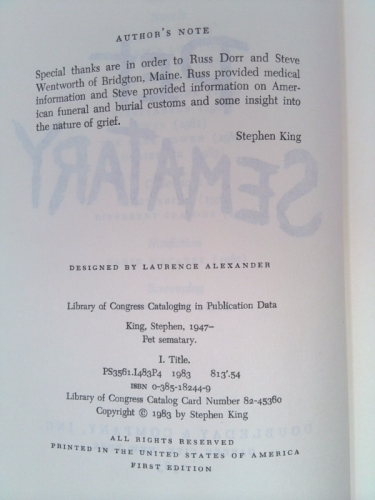 AUTHOR'S NOTE
Special thanks are in order to Russ Dorr and Steve
Wentworth of Bridgton, Maine. Russ provided medical
information and Steve provided information on Amer-
ican funeral and burial customs and some insight into
the nature of grief.
Stephen King
SEMATARY
DESIGNED BY LAURENCE ALEXANDER
Library of Congress Cataloging in Publication Data
King, Stephen, 1947–
Pet sematary.
I. Title.
PS3561.I483P4 1983 813'.54
ISBN 0-385-18244-9
Library of Congress Catalog Card Number 82-45360
Copyright © 1983 by Stephen King
ALL RIGHTS RESERVED
PRINTED IN THE UNITED STATES OF AMERICA
FIRST EDITION